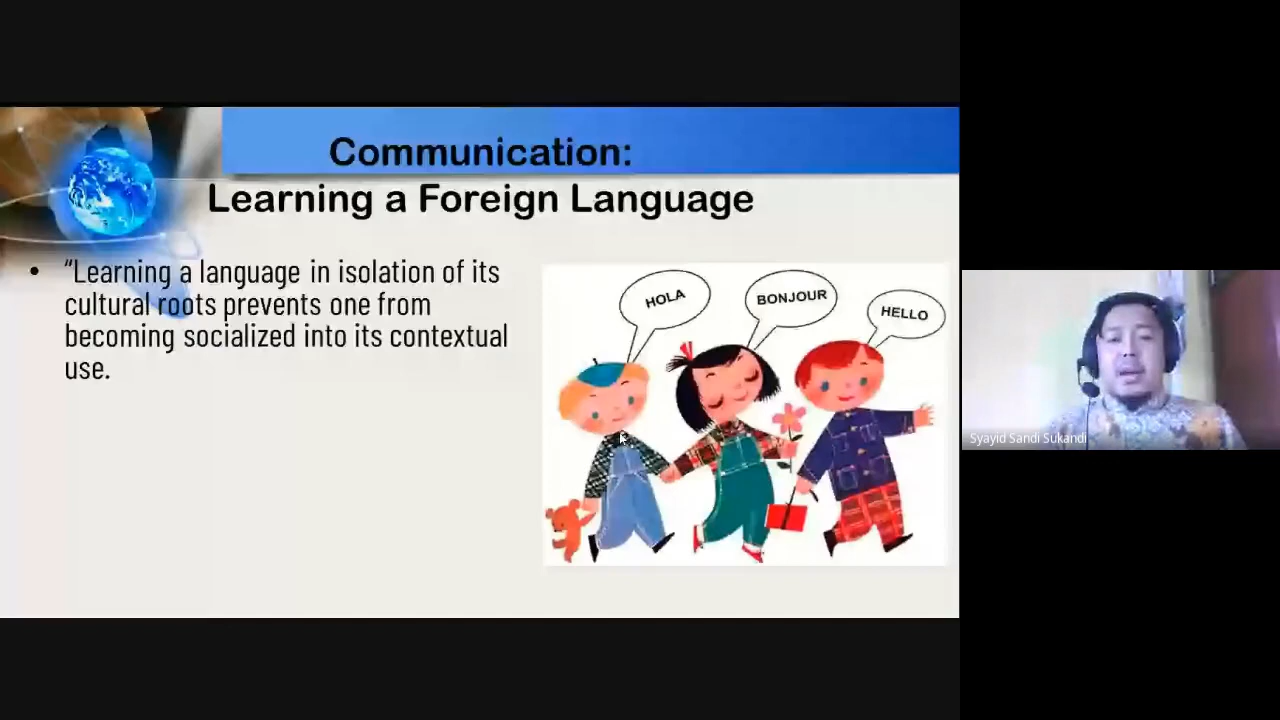 Communication:
Learning a Foreign Language
• “Learning a language in isolation of its
cultural roots prevents one from
becoming socialized into its contextual
use.
HOLA
BONJOUR
HELLO
Syayid Sandi Sukandi